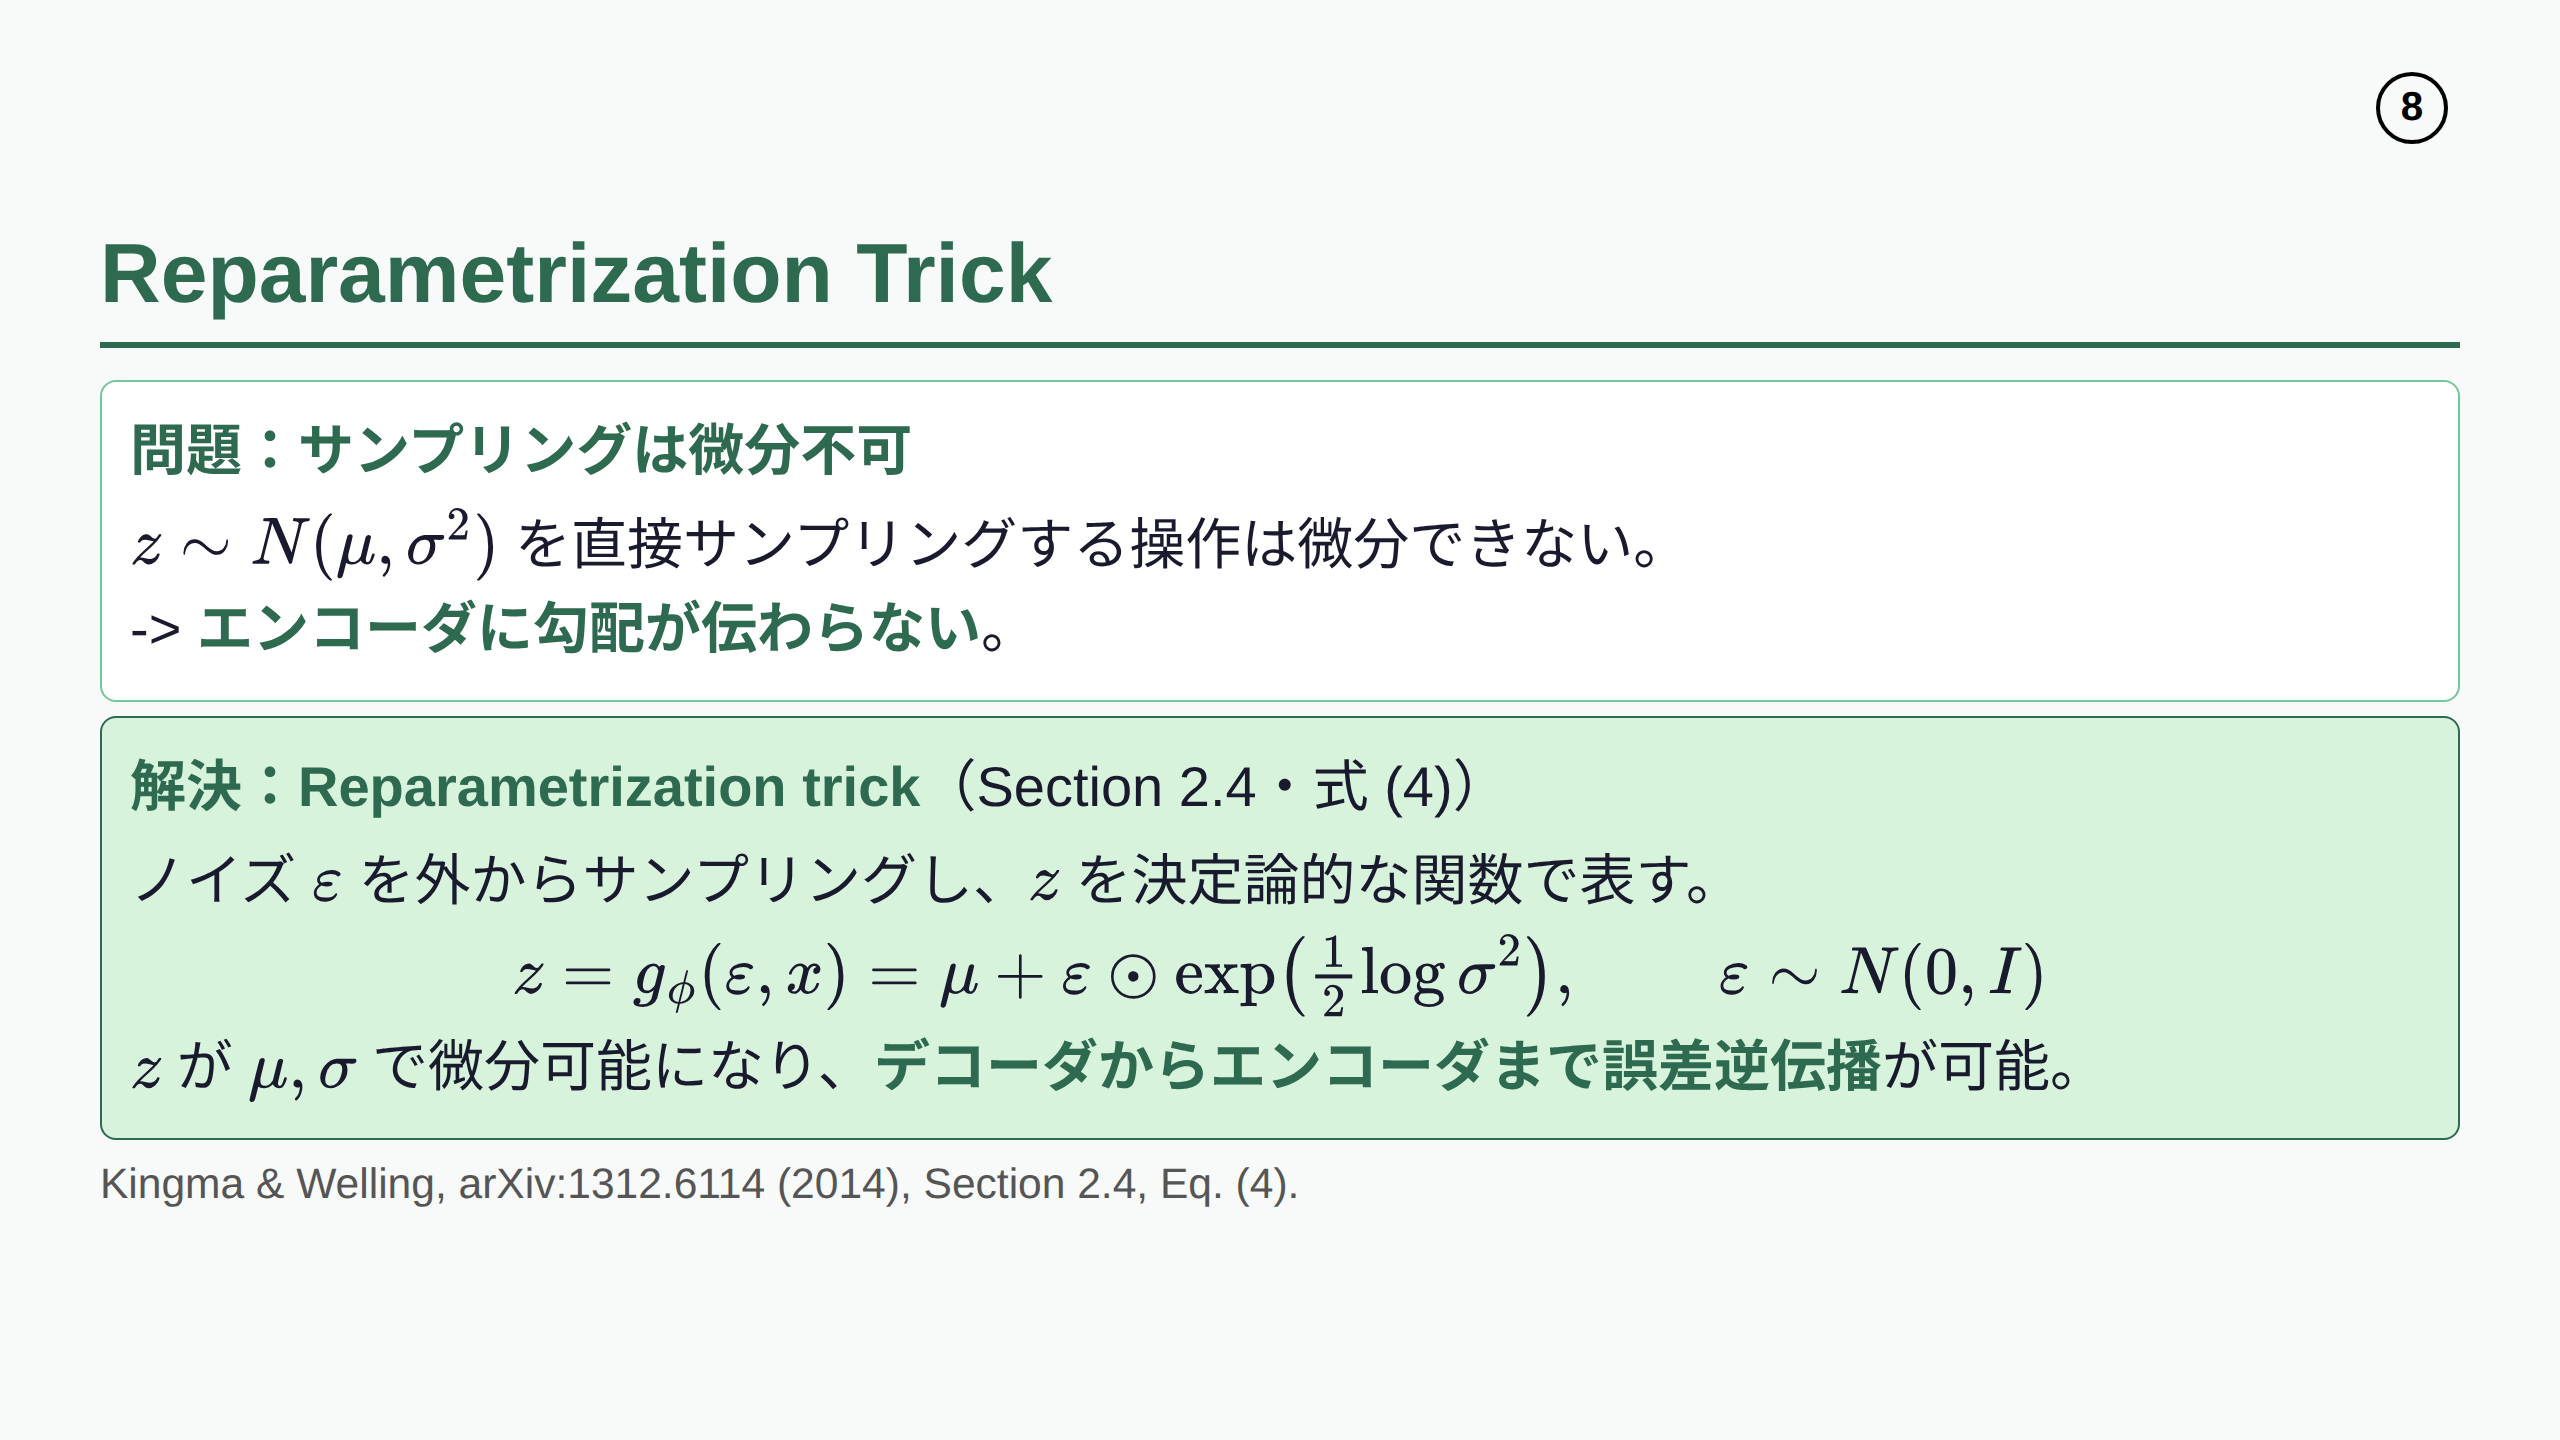 8
Reparametrization Trick
問題：サンプリングは微分不可
z ∼ N(μ, σ²) を直接サンプリングする操作は微分できない。
-> エンコーダに勾配が伝わらない。
解決：Reparametrization trick（Section 2.4・式 (4)）
ノイズ ε を外からサンプリングし、z を決定論的な関数で表す。
z = g_ϕ(ε, x) = μ + ε ⊙ exp(½ log σ²), ε ∼ N(0, I)
z が μ, σ で微分可能になり、デコーダからエンコーダまで誤差逆伝播が可能。
Kingma & Welling, arXiv:1312.6114 (2014), Section 2.4, Eq. (4).